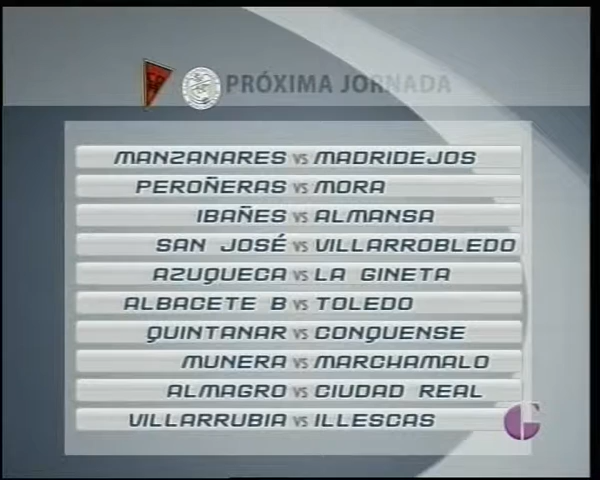 PRÓXIMA JORNADA
MANZANARES VS MADRIDEJOS
PEROÑERAS VS MORA
IBAÑES VS ALMANSA
SAN JOSÉ VS VILLARROBLEDO
AZUQUECA VS LA GINETA
ALBACETE B VS TOLEDO
QUINTANAR VS CONQUENSE
MUNERA VS MARCHAMALO
ALMAGRO VS CIUDAD REAL
VILLARRUBIA VS ILLESCAS